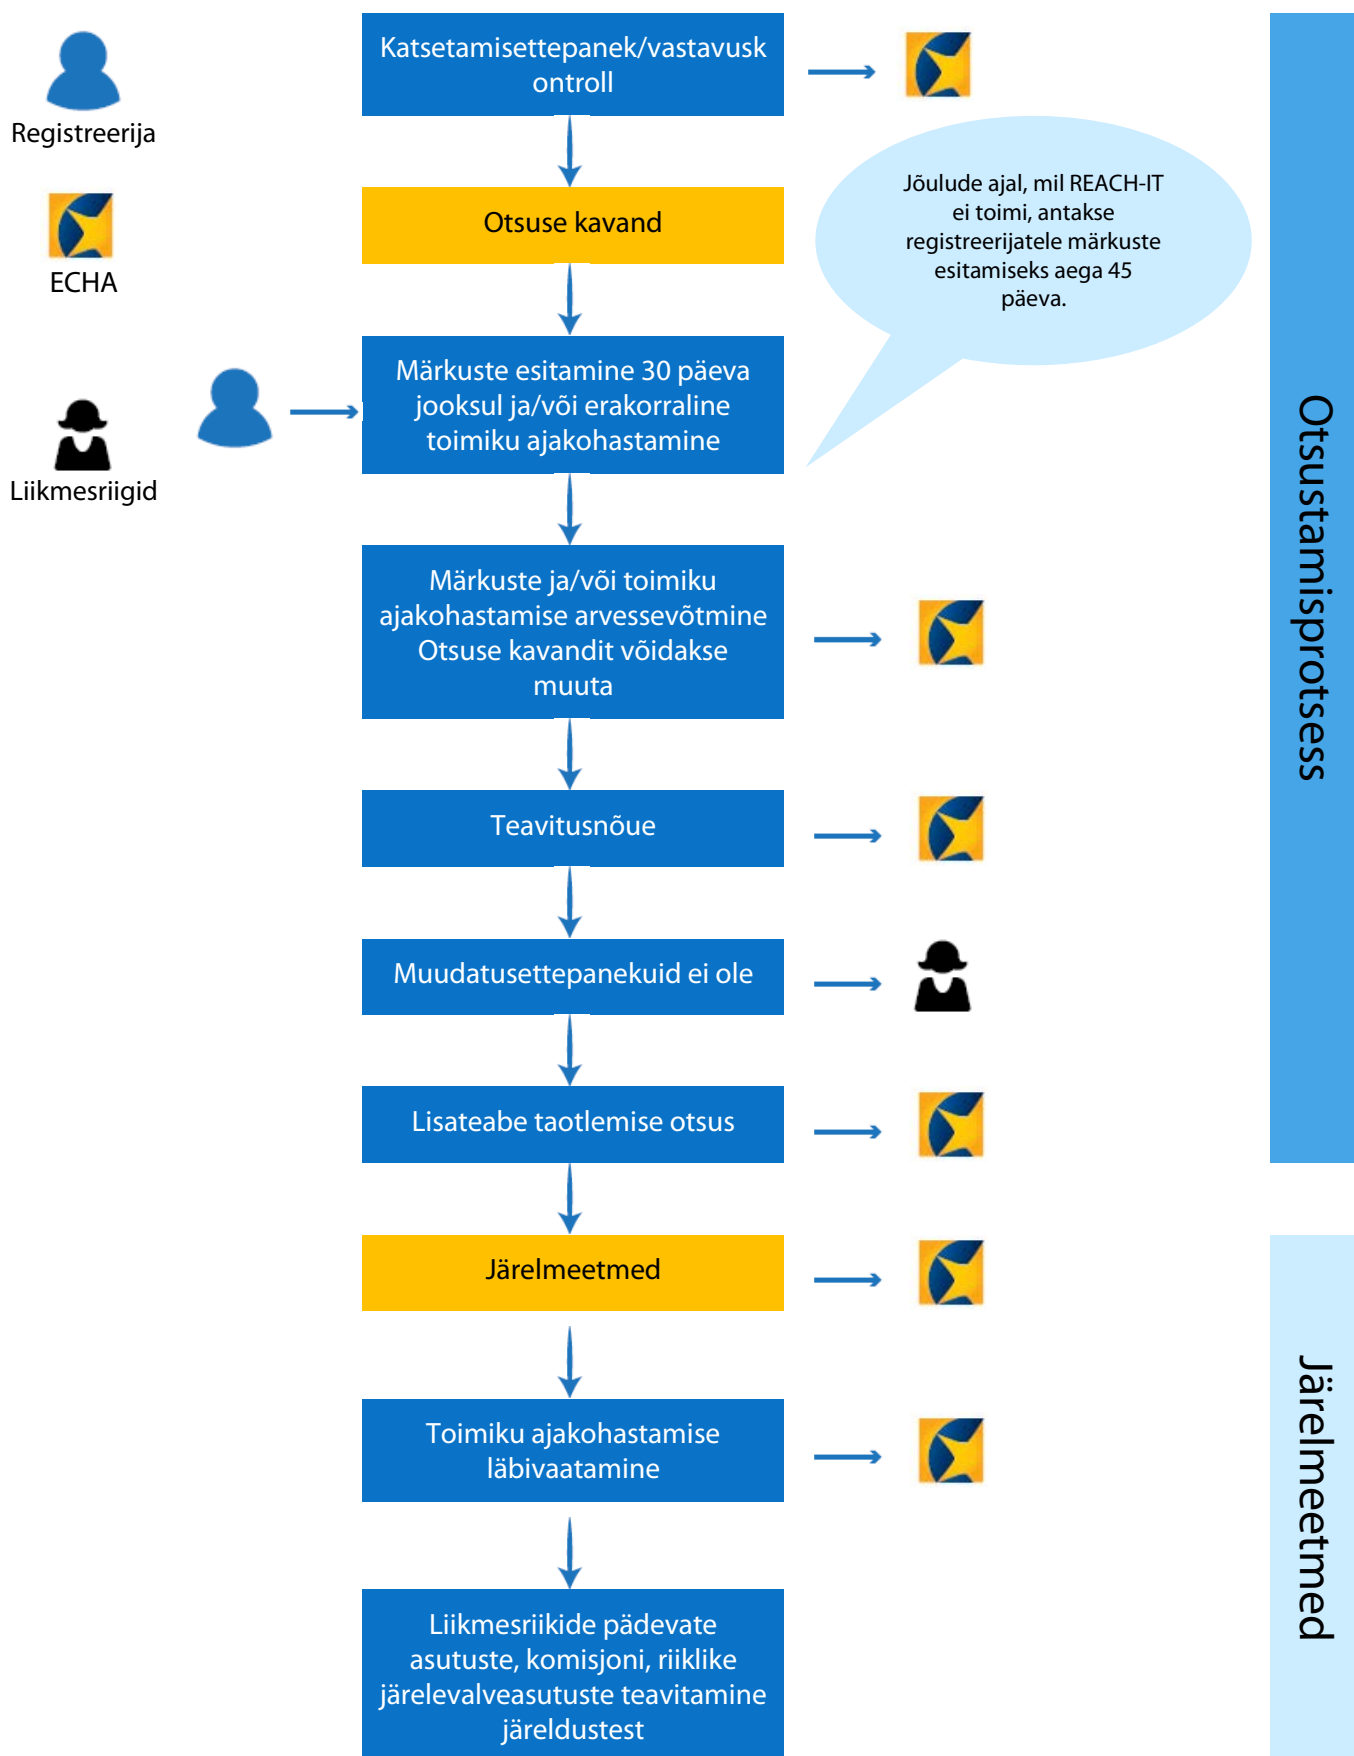 Registreerija
ECHA
Liikmesriigid
Katsetamisettepanek/vastavusk
ontroll
Otsuse kavand
Jõulude ajal, mil REACH-IT
ei toimi, antakse
registreerijatele märkuste
esitamiseks aega 45
päeva.
Märkuste esitamine 30 päeva
jooksul ja/või erakorraline
toimiku ajakohastamine
Märkuste ja/või toimiku
ajakohastamise arvessevõtmine
Otsuse kavandit võidakse
muuta
Teavitusnõue
Muudatusettepanekuid ei ole
Lisateabe taotlemise otsus
Otsustamisprotsess
Järelmeetmed
Toimiku ajakohastamise
läbivaatamine
Liikmesriikide pädevate
asutuste, komisjoni, riiklike
järelevalveasutuste teavitamine
järeldustest
Järelmeetmed